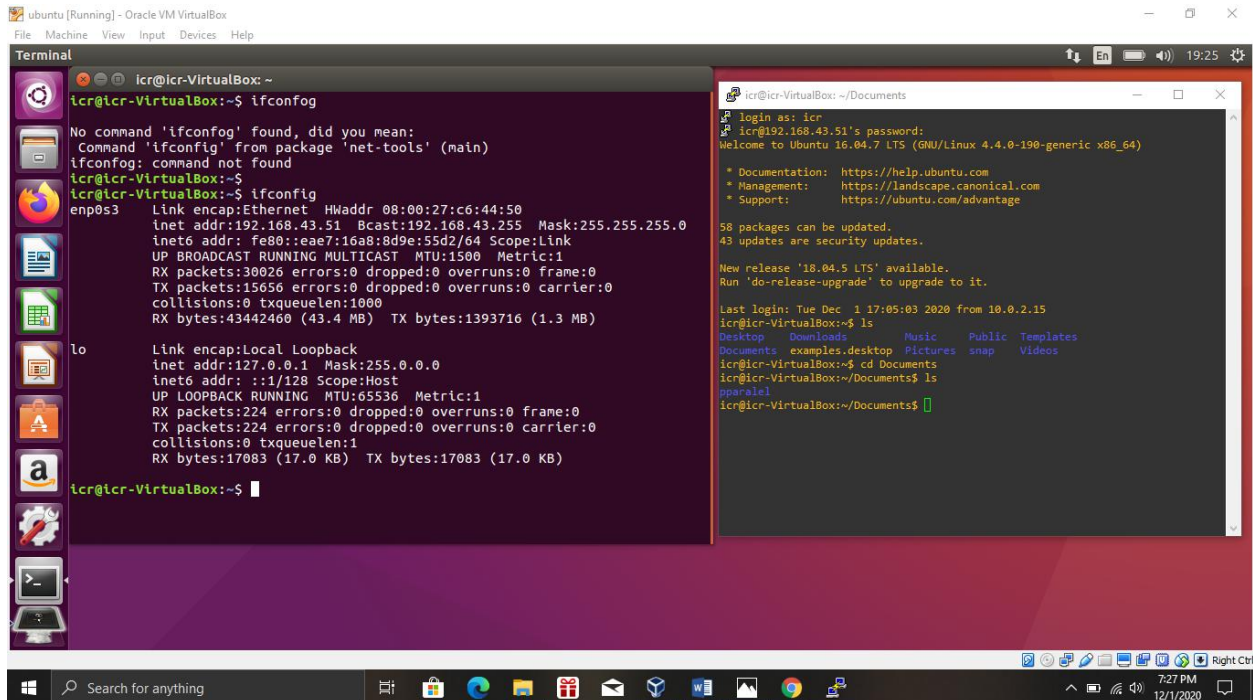 ubuntu [Running] - Oracle VM VirtualBox
File Machine View Input Devices Help
Terminal
En
19:25
icr@icr-VirtualBox: ~
icr@icr-VirtualBox:~$ ifconfog
No command 'ifconfog' found, did you mean:
Command 'ifconfig' from package 'net-tools' (main)
ifconfog: command not found
icr@icr-VirtualBox:~$
icr@icr-VirtualBox:~$ ifconfig
enp0s3 Link encap:Ethernet HWaddr 08:00:27:c6:44:50
inet addr:192.168.43.51 Bcast:192.168.43.255 Mask:255.255.255.0
inet6 addr: fe80::eae7:16a8:8d9e:55d2/64 Scope:Link
UP BROADCAST RUNNING MULTICAST MTU:1500 Metric:1
RX packets:30026 errors:0 dropped:0 overruns:0 frame:0
TX packets:15656 errors:0 dropped:0 overruns:0 carrier:0
collisions:0 txqueuelen:1000
RX bytes:43442460 (43.4 MB) TX bytes:1393716 (1.3 MB)
lo Link encap:Local Loopback
inet addr:127.0.0.1 Mask:255.0.0.0
inet6 addr: ::1/128 Scope:Host
UP LOOPBACK RUNNING MTU:65536 Metric:1
RX packets:224 errors:0 dropped:0 overruns:0 frame:0
TX packets:224 errors:0 dropped:0 overruns:0 carrier:0
collisions:0 txqueuelen:1
RX bytes:17083 (17.0 KB) TX bytes:17083 (17.0 KB)
icr@icr-VirtualBox:~$
icr@icr-VirtualBox: ~/Documents
login as: icr
icr@192.168.43.51's password:
Welcome to Ubuntu 16.04.7 LTS (GNU/Linux 4.4.0-190-generic x86_64)
* Documentation: https://help.ubuntu.com
* Management: https://landscape.canonical.com
* Support: https://ubuntu.com/advantage
58 packages can be updated.
43 updates are security updates.
New release '18.04.5 LTS' available.
Run 'do-release-upgrade' to upgrade to it.
Last login: Tue Dec 1 17:05:03 2020 from 10.0.2.15
icr@icr-VirtualBox:~$ ls
Desktop Downloads Music Public Templates
Documents examples.desktop Pictures snap Videos
icr@icr-VirtualBox:~$ cd Documents
icr@icr-VirtualBox:~/Documents$ ls
pparalel
icr@icr-VirtualBox:~/Documents$
Right Ctrl
Search for anything
7:27 PM
12/1/2020